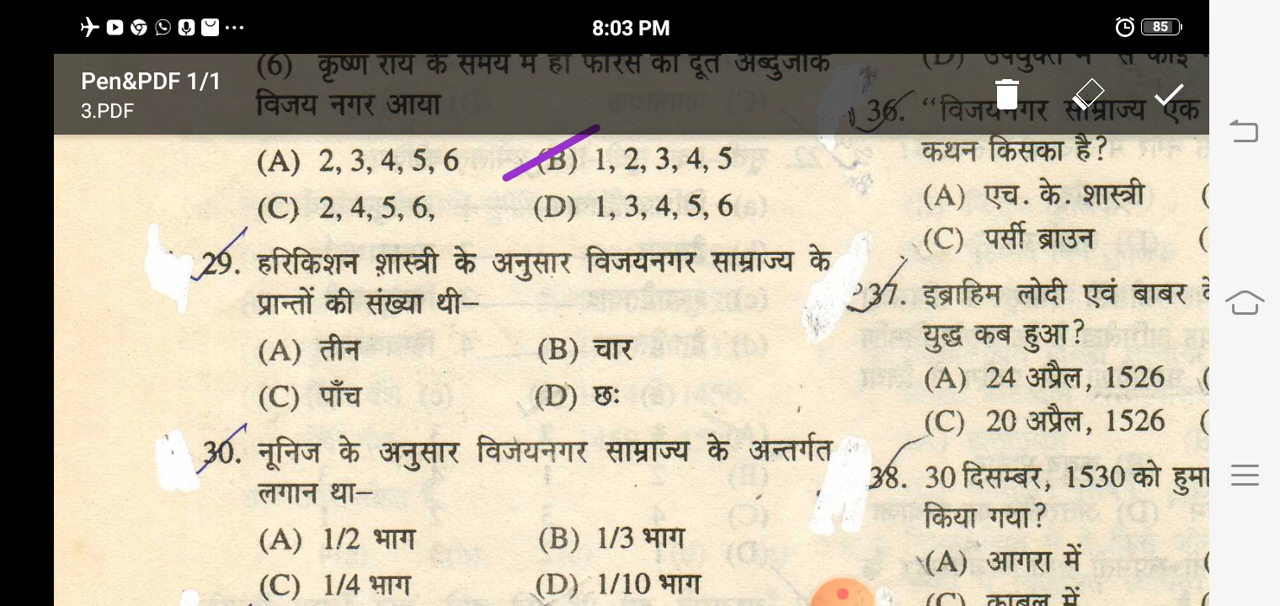 8:03 PM
85
Pen&PDF 1/1
3.PDF
(6) कृष्ण राय के समय में ही फारस का दूत अब्दुर्जाक
विजय नगर आया
(A) 2, 3, 4, 5, 6 (B) 1, 2, 3, 4, 5
(C) 2, 4, 5, 6, (D) 1, 3, 4, 5, 6
29. हरिकिशन शास्त्री के अनुसार विजयनगर साम्राज्य के
प्रान्तों की संख्या थी–
(A) तीन (B) चार
(C) पाँच (D) छः
30. नूनिज के अनुसार विजयनगर साम्राज्य के अन्तर्गत
लगान था–
(A) 1/2 भाग (B) 1/3 भाग
(C) 1/4 भाग (D) 1/10 भाग
(D) उपर्युक्त में से कोई
36. “विजयनगर साम्राज्य एक
कथन किसका है?
(A) एच. के. शास्त्री (
(C) पर्सी ब्राउन (
37. इब्राहिम लोदी एवं बाबर
युद्ध कब हुआ?
(A) 24 अप्रैल, 1526 (
(C) 20 अप्रैल, 1526 (
38. 30 दिसम्बर, 1530 को हुमा
किया गया?
(A) आगरा में (
(C) काबुल में (